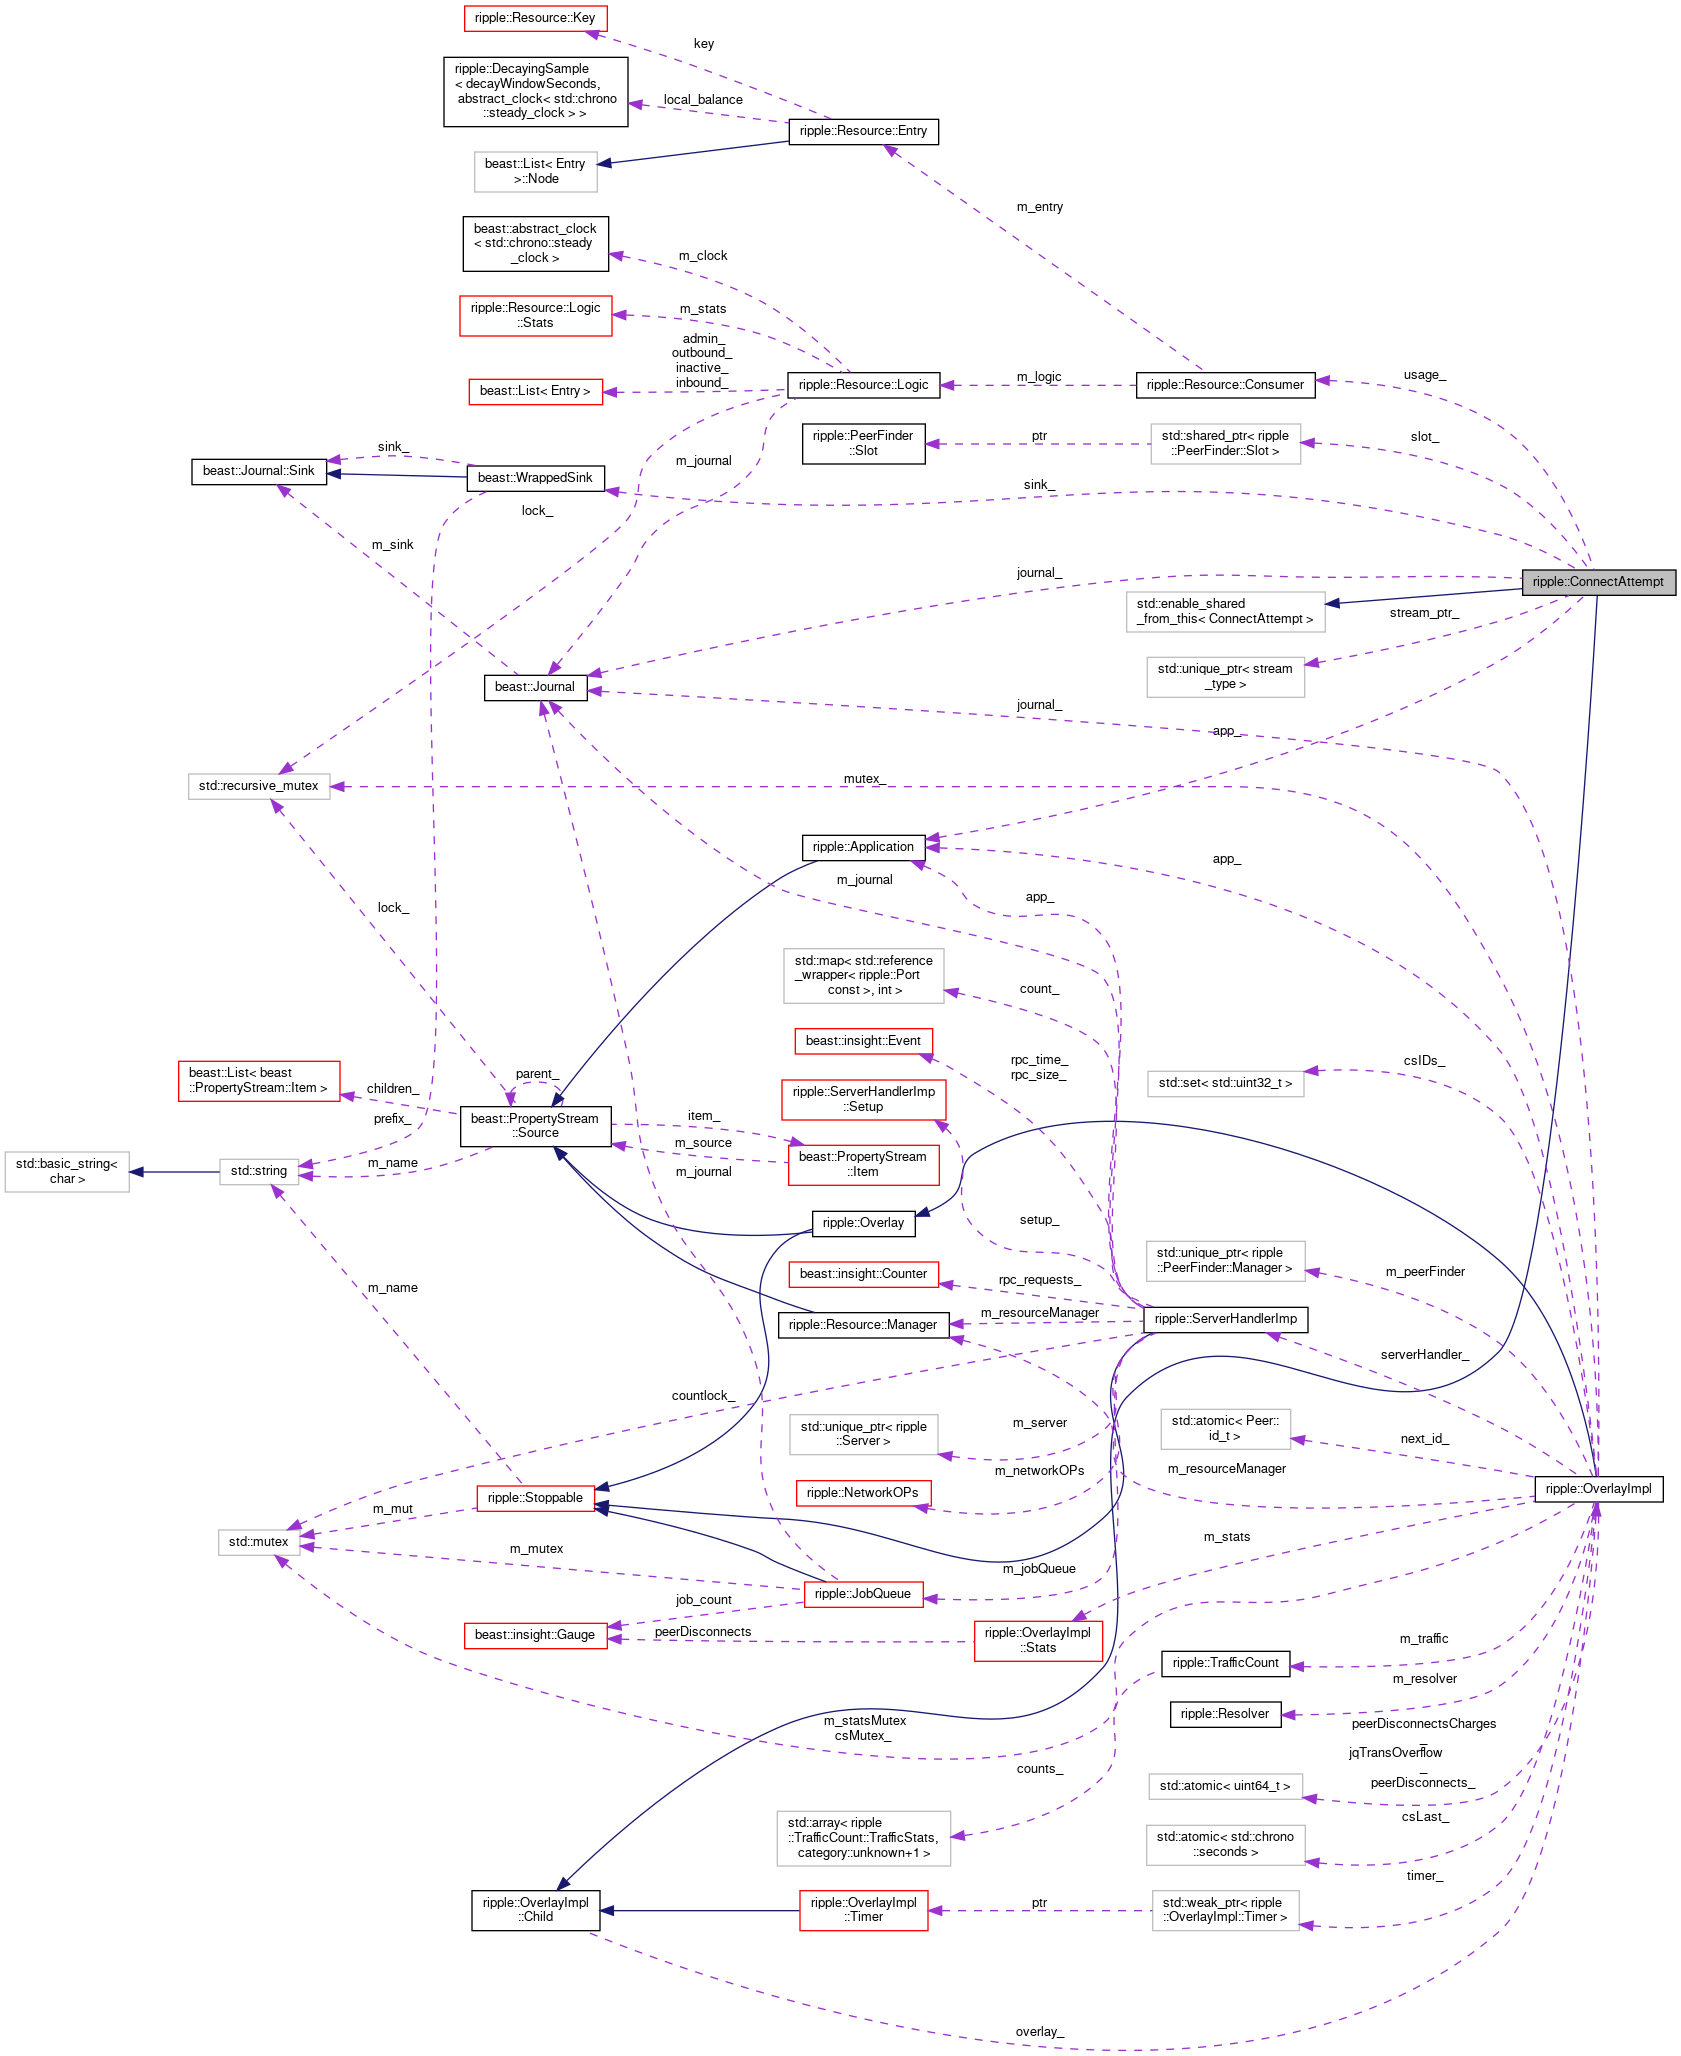 ripple::Resource::Key
key
ripple::DecayingSample
< decayWindowSeconds,
abstract_clock< std::chrono
::steady_clock > >
local_balance
ripple::Resource::Entry
beast::List< Entry
>::Node
m_entry
beast::abstract_clock
< std::chrono::steady
_clock >
m_clock
ripple::Resource::Logic
::Stats
m_stats
admin_
outbound_
inactive_
inbound_
beast::List< Entry >
ripple::Resource::Logic
m_logic
ripple::Resource::Consumer
usage_
ripple::PeerFinder
::Slot
ptr
std::shared_ptr< ripple
::PeerFinder::Slot >
slot_
beast::Journal::Sink
sink_
beast::WrappedSink
m_journal
sink_
lock_
m_sink
journal_
ripple::ConnectAttempt
std::enable_shared
_from_this< ConnectAttempt >
stream_ptr_
std::unique_ptr< stream
_type >
beast::Journal
journal_
app_
std::recursive_mutex
mutex_
ripple::Application
app_
m_journal
app_
lock_
std::map< std::reference
_wrapper< ripple::Port
const >, int >
count_
beast::insight::Event
rpc_time_
rpc_size_
csIDs_
std::set< std::uint32_t >
beast::List< beast
::PropertyStream::Item >
children_
parent_
ripple::ServerHandlerImp
::Setup
prefix_
beast::PropertyStream
::Source
item_
m_source
beast::PropertyStream
::Item
std::basic_string<
char >
std::string
m_name
m_journal
ripple::Overlay
setup_
std::unique_ptr< ripple
::PeerFinder::Manager >
m_peerFinder
m_name
beast::insight::Counter
rpc_requests_
ripple::Resource::Manager
m_resourceManager
ripple::ServerHandlerImp
serverHandler_
countlock_
std::unique_ptr< ripple
::Server >
m_server
std::atomic< Peer::
id_t >
next_id_
m_networkOPs
m_resourceManager
ripple::Stoppable
ripple::NetworkOPs
ripple::OverlayImpl
m_mut
std::mutex
m_mutex
m_stats
m_jobQueue
ripple::JobQueue
job_count
beast::insight::Gauge
peerDisconnects
ripple::OverlayImpl
::Stats
m_traffic
ripple::TrafficCount
m_resolver
ripple::Resolver
m_statsMutex
csMutex_
peerDisconnectsCharges
_
jqTransOverflow
_
peerDisconnects_
counts_
std::atomic< uint64_t >
csLast_
std::array< ripple
::TrafficCount::TrafficStats,
category::unknown+1 >
std::atomic< std::chrono
::seconds >
timer_
ripple::OverlayImpl
::Child
ripple::OverlayImpl
::Timer
ptr
std::weak_ptr< ripple
::OverlayImpl::Timer >
overlay_